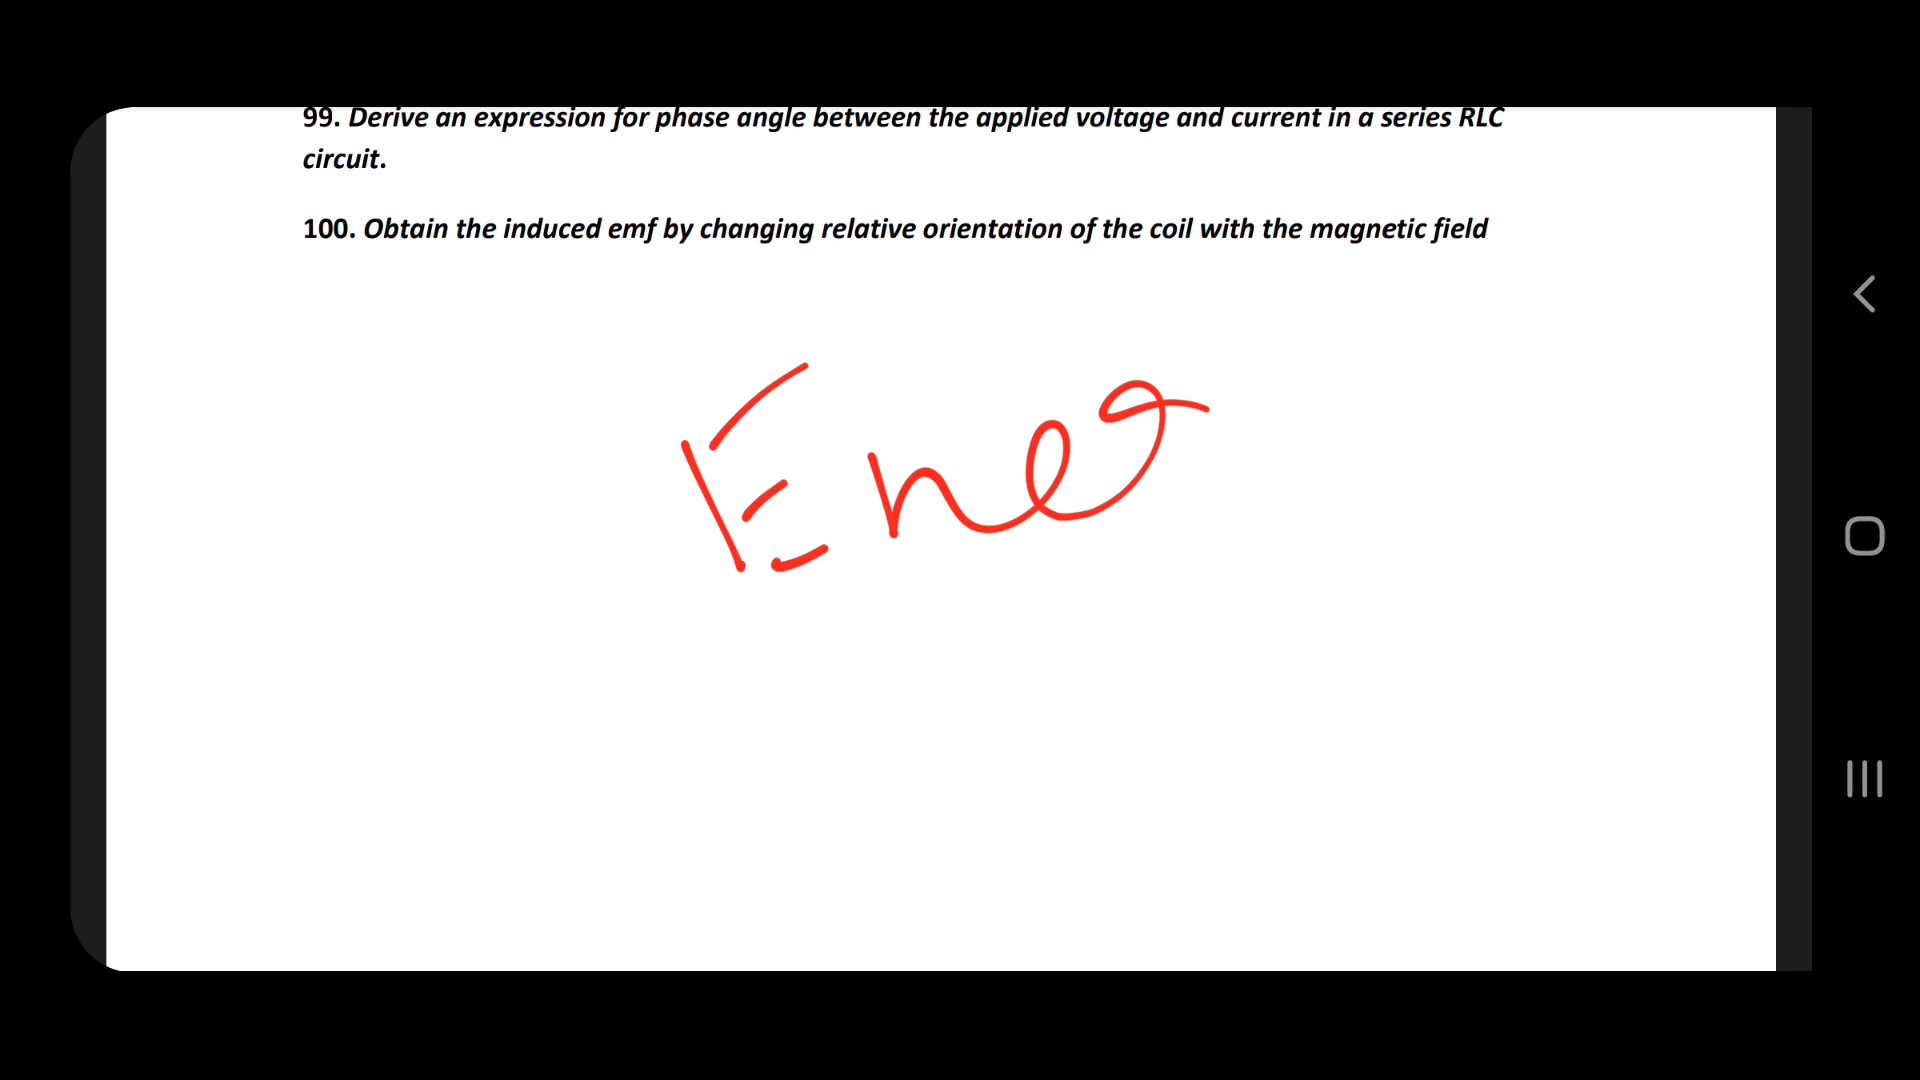 99. Derive an expression for phase angle between the applied voltage and current in a series RLC
circuit.
100. Obtain the induced emf by changing relative orientation of the coil with the magnetic field